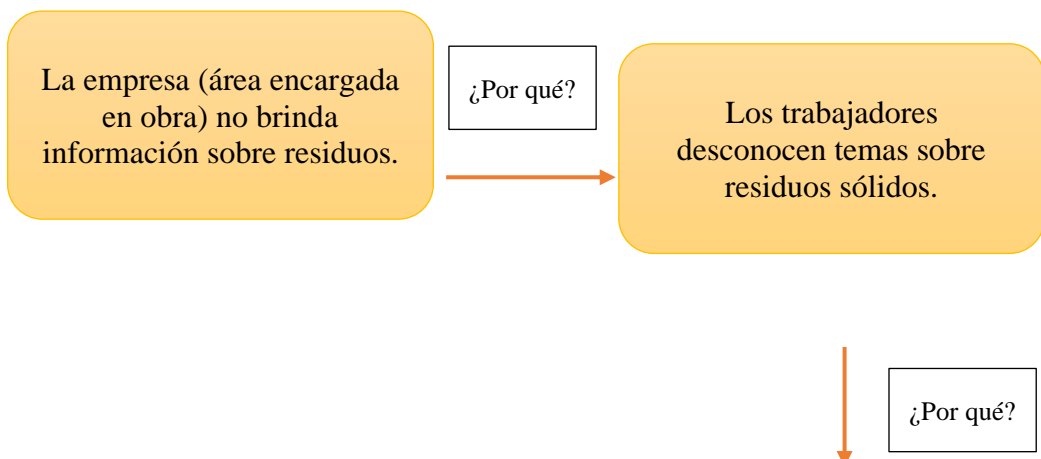 La empresa (área encargada
en obra) no brinda
información sobre residuos.
¿Por qué?
Los trabajadores
desconocen temas sobre
residuos sólidos.
¿Por qué?